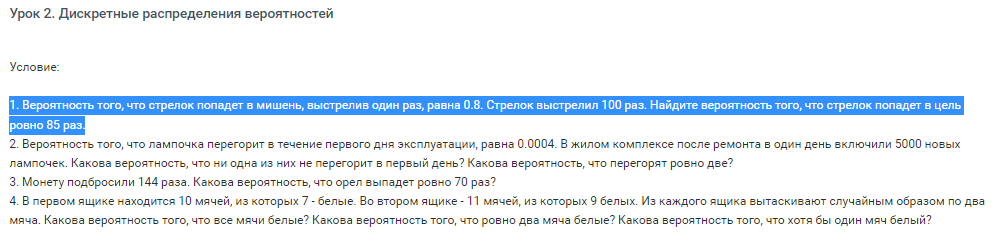 Урок 2. Дискретные распределения вероятностей
Условие:
1. Вероятность того, что стрелок попадет в мишень, выстрелив один раз, равна 0.8. Стрелок выстрелил 100 раз. Найдите вероятность того, что стрелок попадет в цель
ровно 85 раз.
2. Вероятность того, что лампочка перегорит в течение первого дня эксплуатации, равна 0.0004. В жилом комплексе после ремонта в один день включили 5000 новых
лампочек. Какова вероятность, что ни одна из них не перегорит в первый день? Какова вероятность, что перегорят ровно две?
3. Монету подбросили 144 раза. Какова вероятность, что орел выпадет ровно 70 раз?
4. В первом ящике находится 10 мячей, из которых 7 - белые. Во втором ящике - 11 мячей, из которых 9 белых. Из каждого ящика вытаскивают случайным образом по два
мяча. Какова вероятность того, что все мячи белые? Какова вероятность того, что ровно два мяча белые? Какова вероятность того, что хотя бы один мяч белый?